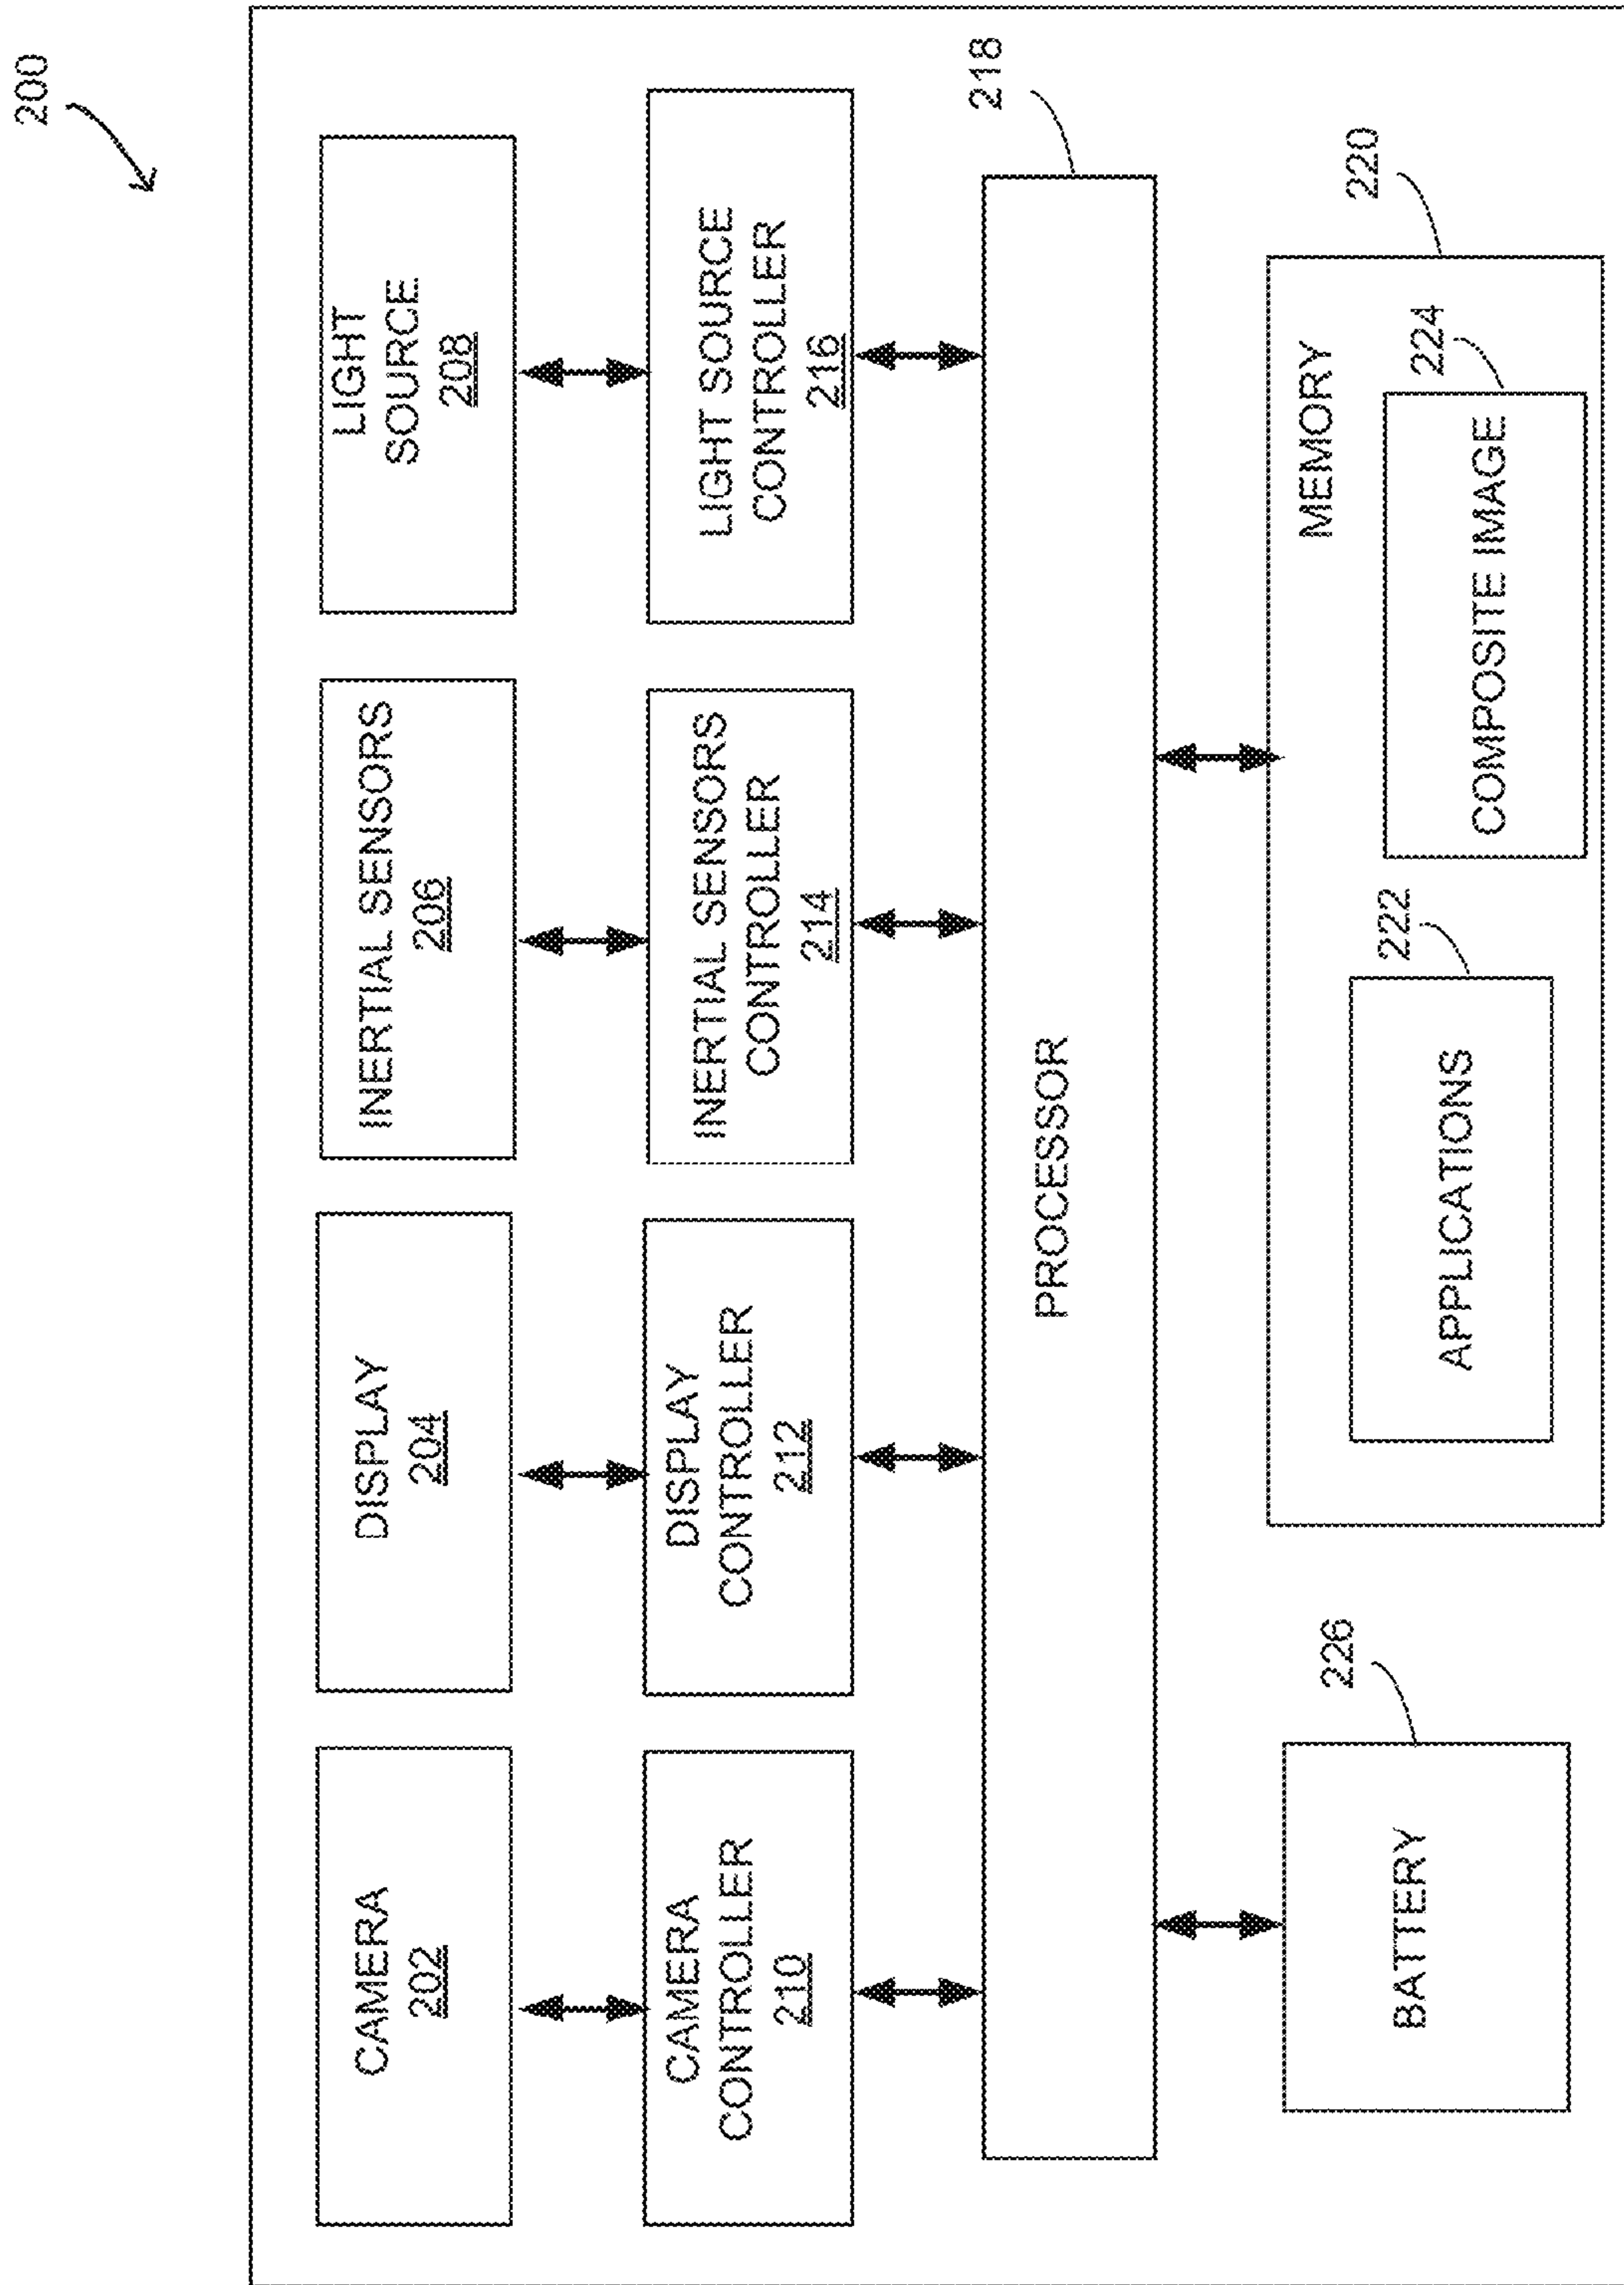 200
CAMERA
202
DISPLAY
204
INERTIAL SENSORS
206
LIGHT
SOURCE
208
CAMERA
CONTROLLER
210
DISPLAY
CONTROLLER
212
INERTIAL SENSORS
CONTROLLER
214
LIGHT SOURCE
CONTROLLER
216
218
PROCESSOR
226
BATTERY
220
MEMORY
222
APPLICATIONS
224
COMPOSITE IMAGE